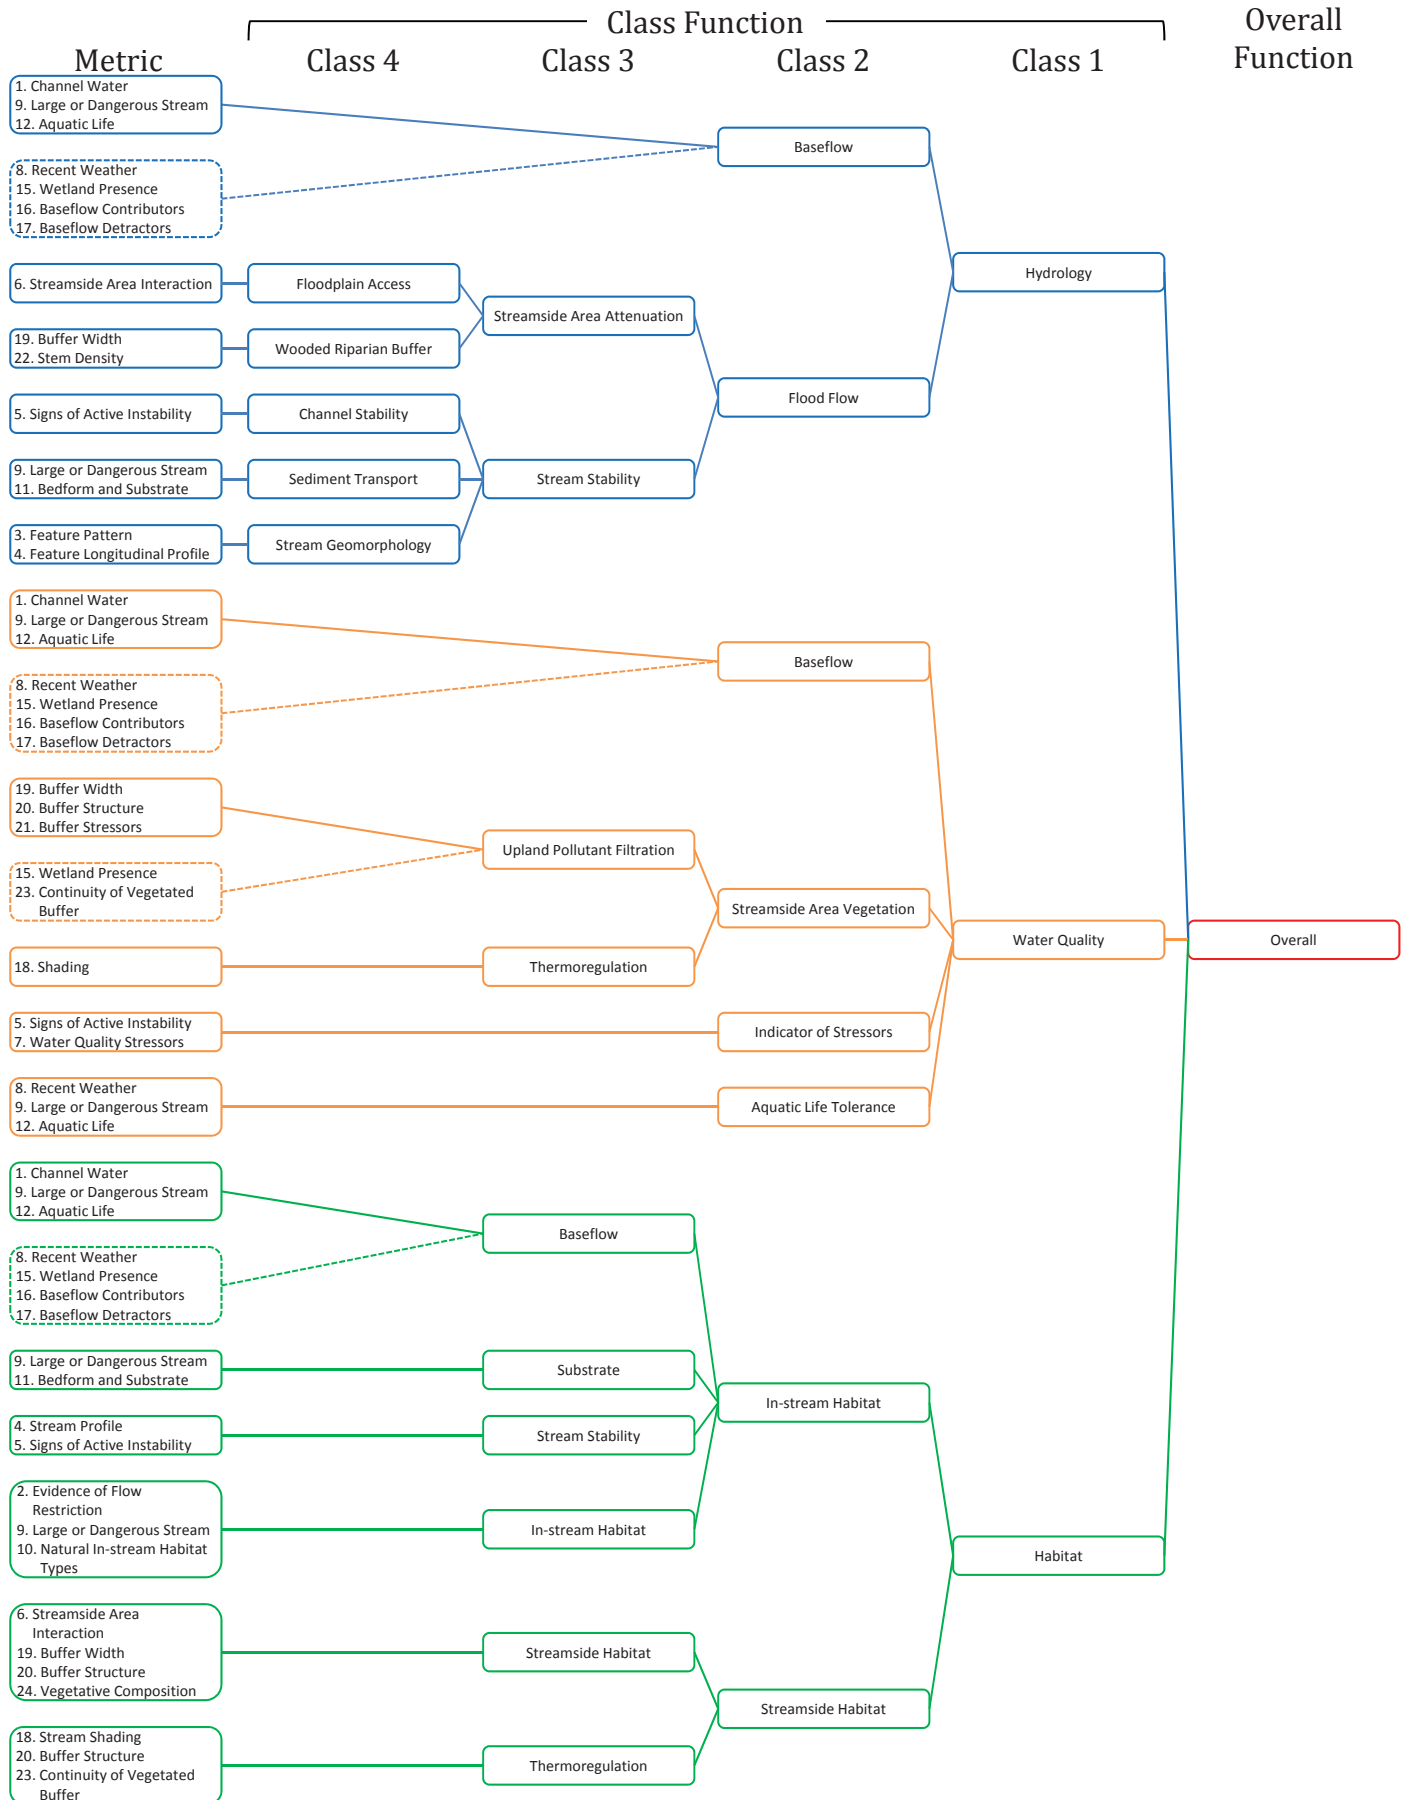 Class Function
Overall
Function
Metric
Class 4
Class 3
Class 2
Class 1
1. Channel Water
9. Large or Dangerous Stream
12. Aquatic Life
Baseflow
8. Recent Weather
15. Wetland Presence
16. Baseflow Contributors
17. Baseflow Detractors
Hydrology
6. Streamside Area Interaction
Floodplain Access
Streamside Area Attenuation
19. Buffer Width
22. Stem Density
Wooded Riparian Buffer
Flood Flow
5. Signs of Active Instability
Channel Stability
9. Large or Dangerous Stream
11. Bedform and Substrate
Sediment Transport
Stream Stability
3. Feature Pattern
4. Feature Longitudinal Profile
Stream Geomorphology
1. Channel Water
9. Large or Dangerous Stream
12. Aquatic Life
Baseflow
8. Recent Weather
15. Wetland Presence
16. Baseflow Contributors
17. Baseflow Detractors
19. Buffer Width
20. Buffer Structure
21. Buffer Stressors
Upland Pollutant Filtration
15. Wetland Presence
23. Continuity of Vegetated
Buffer
Streamside Area Vegetation
Water Quality
Overall
18. Shading
Thermoregulation
5. Signs of Active Instability
7. Water Quality Stressors
Indicator of Stressors
8. Recent Weather
9. Large or Dangerous Stream
12. Aquatic Life
Aquatic Life Tolerance
1. Channel Water
9. Large or Dangerous Stream
12. Aquatic Life
Baseflow
8. Recent Weather
15. Wetland Presence
16. Baseflow Contributors
17. Baseflow Detractors
9. Large or Dangerous Stream
11. Bedform and Substrate
Substrate
In-stream Habitat
4. Stream Profile
5. Signs of Active Instability
Stream Stability
2. Evidence of Flow
Restriction
9. Large or Dangerous Stream
10. Natural In-stream Habitat
Types
In-stream Habitat
Habitat
6. Streamside Area
Interaction
19. Buffer Width
20. Buffer Structure
24. Vegetative Composition
Streamside Habitat
Streamside Habitat
18. Stream Shading
20. Buffer Structure
23. Continuity of Vegetated
Buffer
Thermoregulation